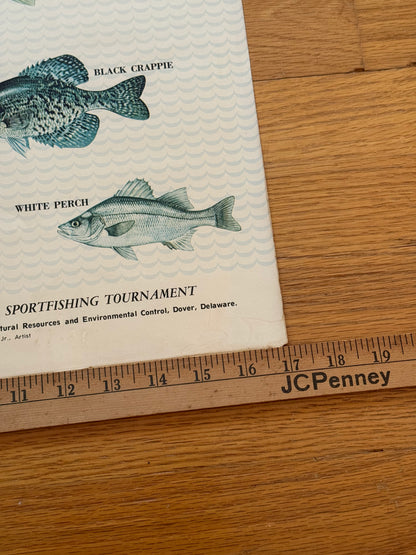 BLACK CRAPPIE
WHITE PERCH
SPORTFISHING TOURNAMENT
Resources and Environmental Control, Dover, Delaware.
Jr., Artist
11 12 13 14 15 16 17 18 19
JCPenney